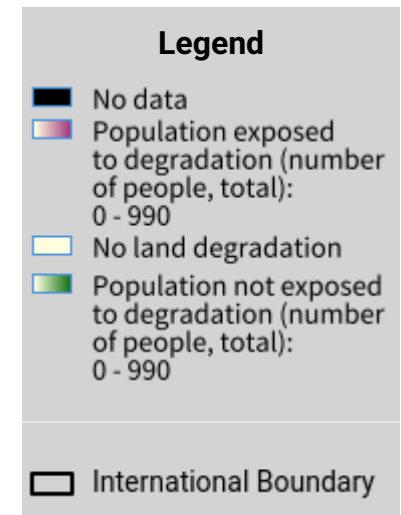 Legend
No data
Population exposed
to degradation (number
of people, total):
0 - 990
No land degradation
Population not exposed
to degradation (number
of people, total):
0 - 990
International Boundary